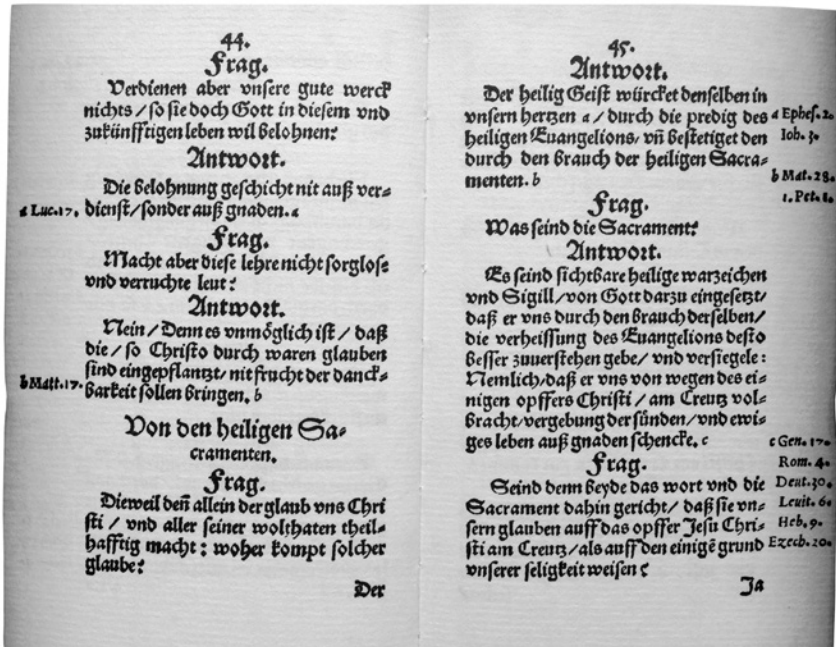 44.
Frag.
Verdienen aber vnsere gute werck
nichts / so sie doch Gott in diesem vnd
zukünfftigen leben wil belohnen?
Antwort.
Die belohnung geschicht nit auß ver⸗
a Luc.17. dienst / sonder auß gnaden. a
Frag.
Macht aber diese lehre nicht sorglose
vnd verruchte leut?
Antwort.
Nein / Denn es vnmöglich ist / daß
die / so Christo durch waren glauben
sind eingepflantzt / nit frucht der danck⸗
b Matt.17. barkeit sollen bringen. b
Von den heiligen Sa⸗
cramenten.
Frag.
Dieweil deñ allein der glaub vns Chri
sti / vnd aller seiner wolthaten theil⸗
hafftig macht : woher kompt solcher
glaube?
Der
45.
Antwort.
Der heilig Geist würcket denselben in
vnsern hertzen a / durch die predig des a Ephes.2.
heiligen Euangelions, vñ bestetiget den Ioh.3.
durch den brauch der heiligen Sacra⸗
menten. b b Mat.28.
1.Pet.1.
Frag.
Was seind die Sacrament?
Antwort.
Es seind sichtbare heilige warzeichen
vnd Sigill / von Gott darzu eingesetzt /
daß er vns durch den brauch derselben /
die verheissung des Euangelions desto
besser zuuerstehen gebe / vnd versiegele :
Nemlich / daß er vns von wegen des ei⸗
nigen opffers Christi / am Creutz vol⸗
bracht / vergebung der sünden / vnd ewi⸗
ges leben auß gnaden schencke. c c Gen.17.
Frag. Rom.4.
Seind denn beyde das wort vnd die Deut.30.
Sacrament dahin gericht / daß sie vn⸗ Leuit.6.
sern glauben auff das opffer Jesu Chri⸗ Heb.9.
sti am Creutz / als auff den einigē grund Ezech.20.
vnserer seligkeit weisen?
Ja